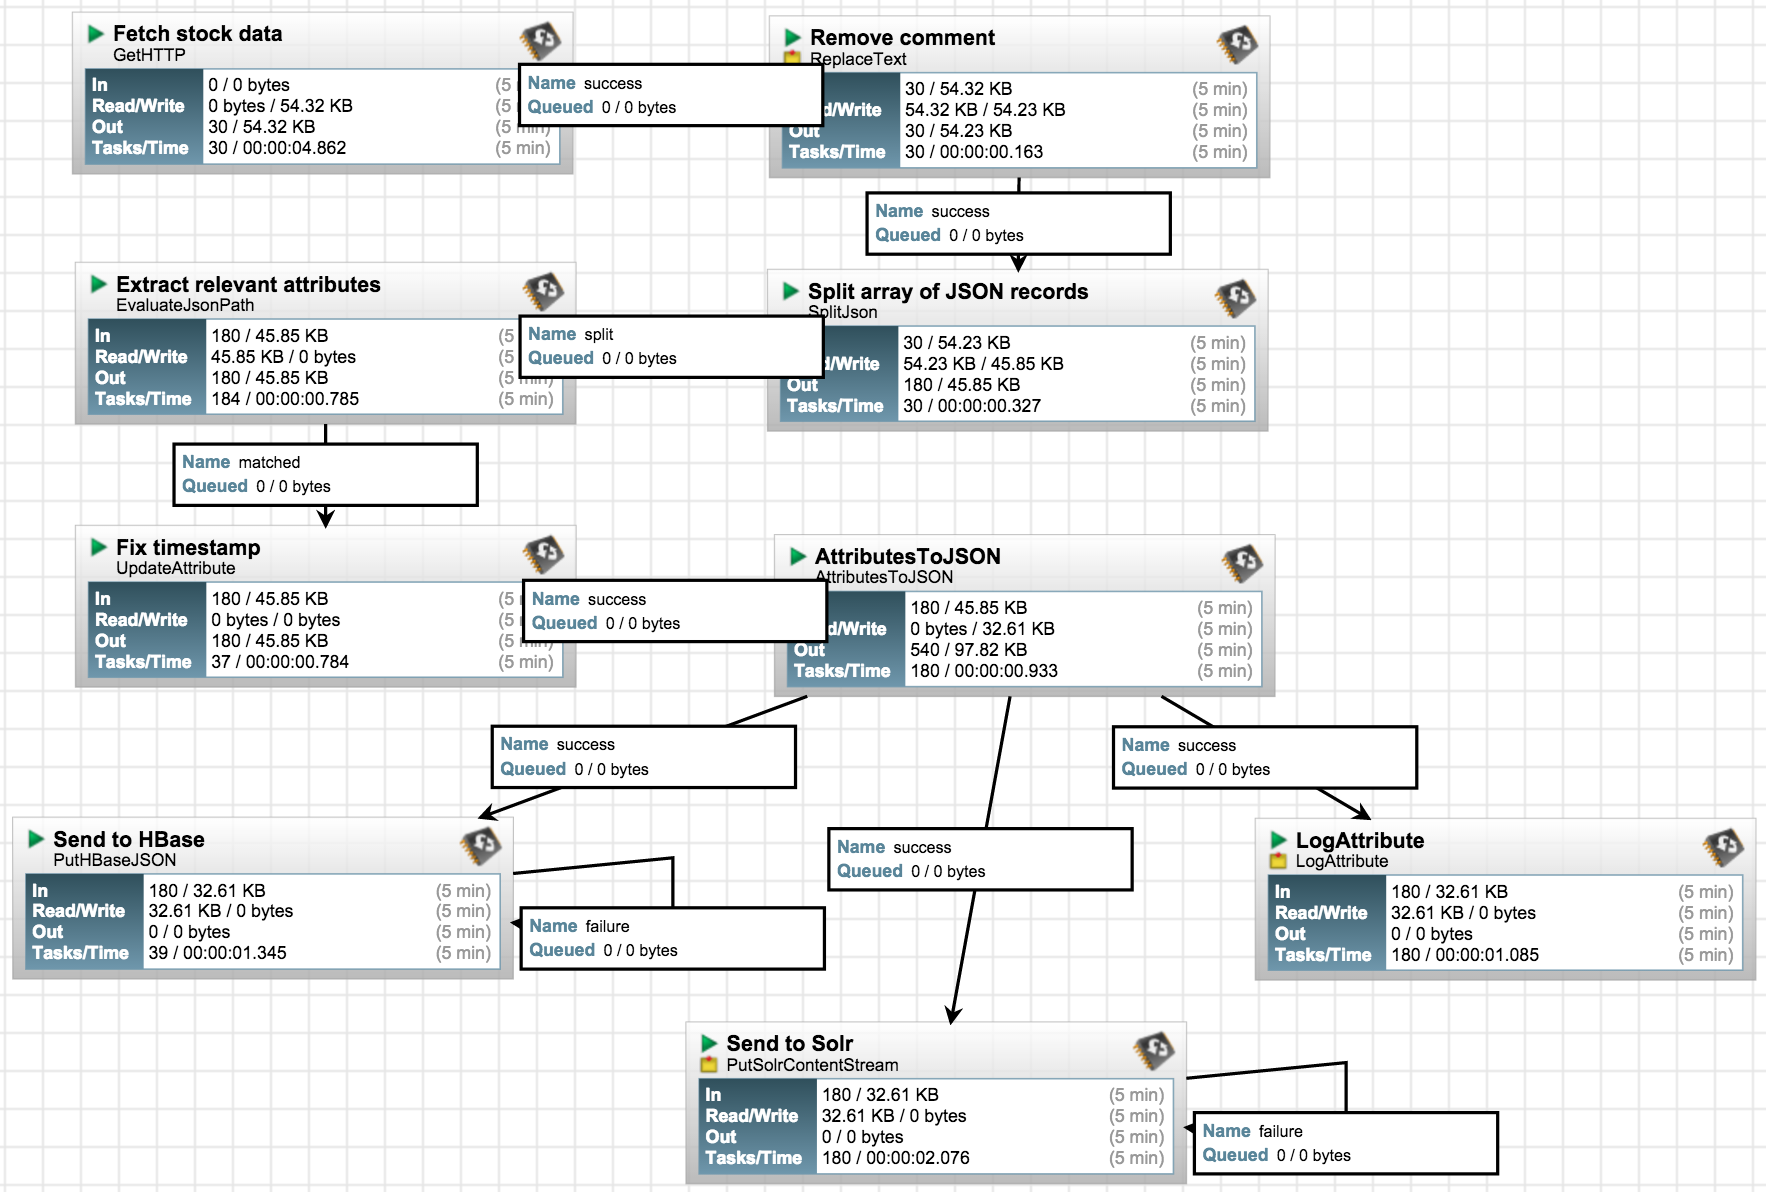 Fetch stock data
GetHTTP
In 0 / 0 bytes (5
Read/Write 0 bytes / 54.32 KB (5
Out 30 / 54.32 KB (5 min)
Tasks/Time 30 / 00:00:04.862 (5 min)
Name success
Queued 0 / 0 bytes
Remove comment
ReplaceText
30 / 54.32 KB (5 min)
d/Write 54.32 KB / 54.23 KB (5 min)
Out 30 / 54.23 KB (5 min)
Tasks/Time 30 / 00:00:00.163 (5 min)
Name success
Queued 0 / 0 bytes
Extract relevant attributes
EvaluateJsonPath
In 180 / 45.85 KB (5
Read/Write 45.85 KB / 0 bytes (5
Out 180 / 45.85 KB (5 min)
Tasks/Time 184 / 00:00:00.785 (5 min)
Name split
Queued 0 / 0 bytes
Split array of JSON records
SplitJson
30 / 54.23 KB (5 min)
d/Write 54.23 KB / 45.85 KB (5 min)
Out 180 / 45.85 KB (5 min)
Tasks/Time 30 / 00:00:00.327 (5 min)
Name matched
Queued 0 / 0 bytes
Fix timestamp
UpdateAttribute
In 180 / 45.85 KB (5
Read/Write 0 bytes / 0 bytes (5
Out 180 / 45.85 KB (5 min)
Tasks/Time 37 / 00:00:00.784 (5 min)
Name success
Queued 0 / 0 bytes
AttributesToJSON
AttributesToJSON
180 / 45.85 KB (5 min)
d/Write 0 bytes / 32.61 KB (5 min)
Out 540 / 97.82 KB (5 min)
Tasks/Time 180 / 00:00:00.933 (5 min)
Name success
Queued 0 / 0 bytes
Name success
Queued 0 / 0 bytes
Name success
Queued 0 / 0 bytes
Send to HBase
PutHBaseJSON
In 180 / 32.61 KB (5 min)
Read/Write 32.61 KB / 0 bytes (5 min)
Out 0 / 0 bytes (5 min)
Tasks/Time 39 / 00:00:01.345 (5 min)
Name failure
Queued 0 / 0 bytes
LogAttribute
LogAttribute
In 180 / 32.61 KB (5 min)
Read/Write 32.61 KB / 0 bytes (5 min)
Out 0 / 0 bytes (5 min)
Tasks/Time 180 / 00:00:01.085 (5 min)
Send to Solr
PutSolrContentStream
In 180 / 32.61 KB (5 min)
Read/Write 32.61 KB / 0 bytes (5 min)
Out 0 / 0 bytes (5 min)
Tasks/Time 180 / 00:00:02.076 (5 min)
Name failure
Queued 0 / 0 bytes